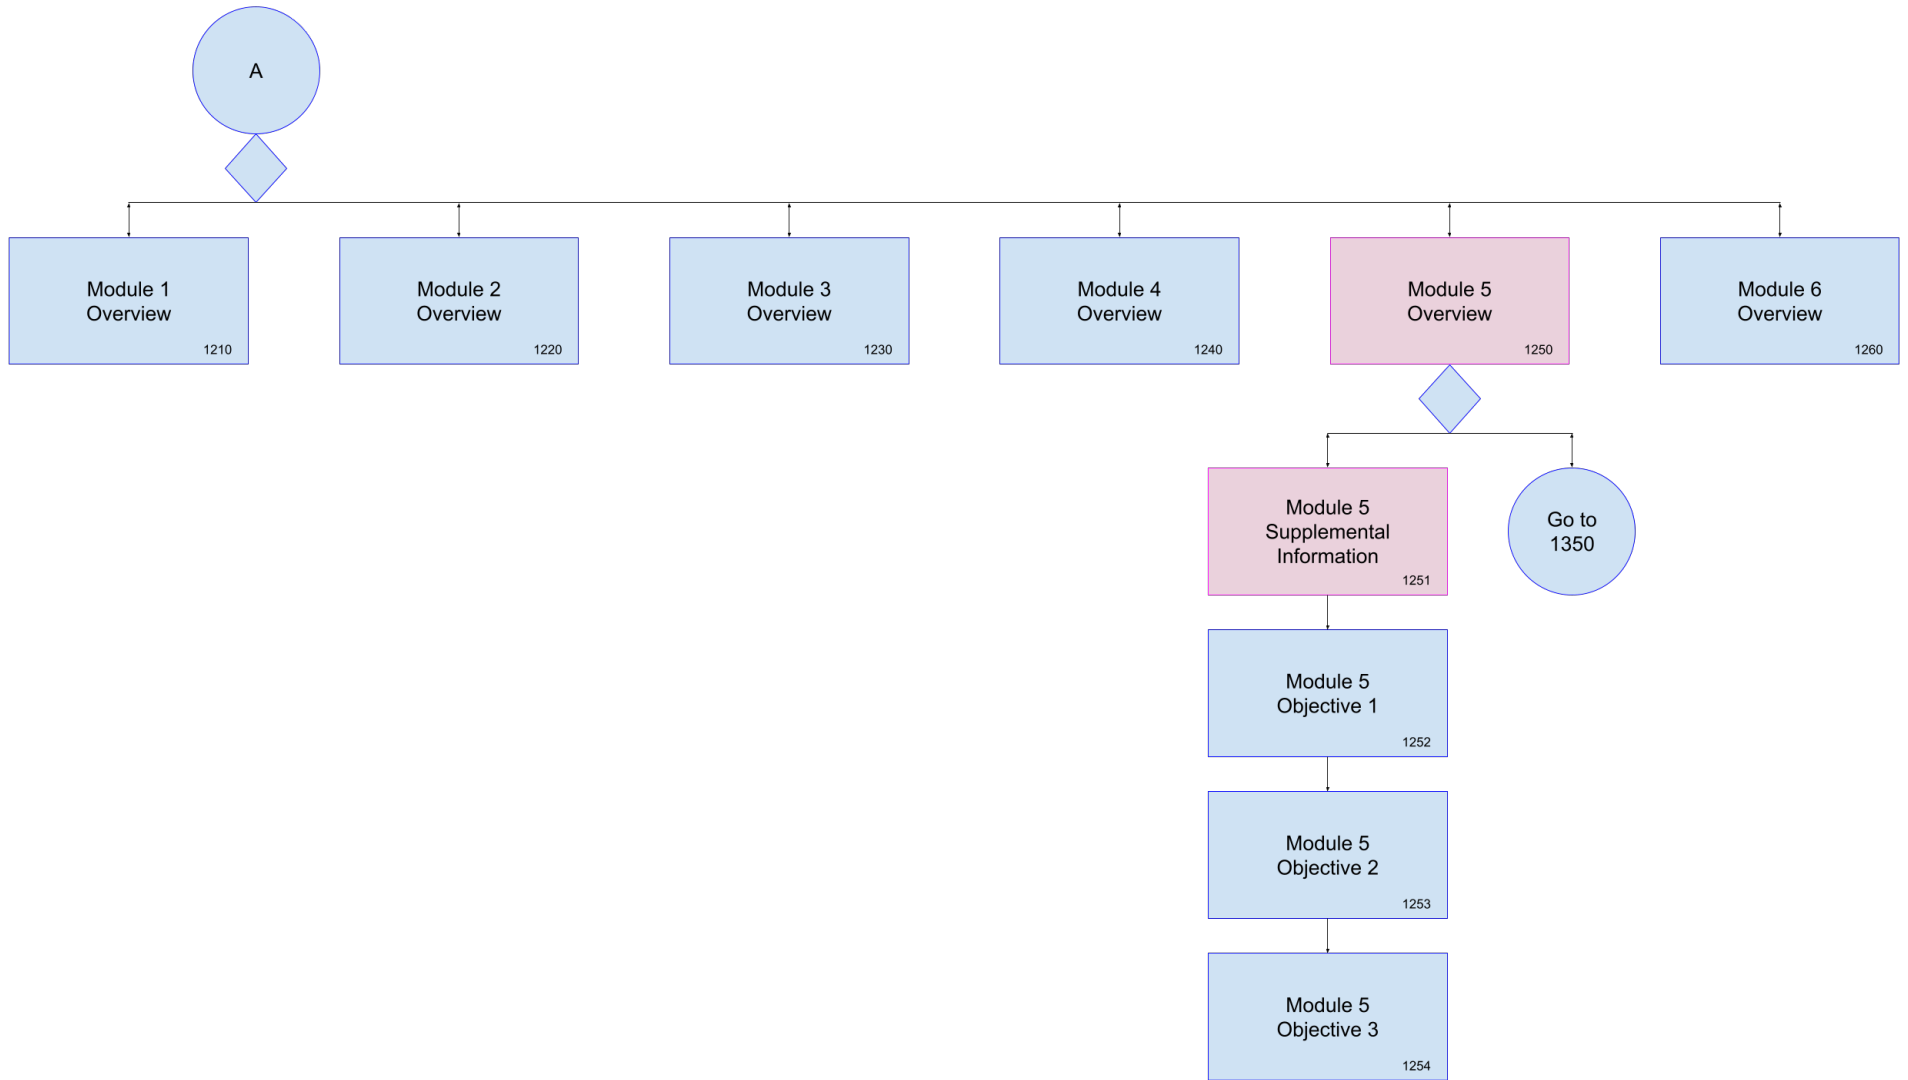 A
Module 1
Overview
1210
Module 2
Overview
1220
Module 3
Overview
1230
Module 4
Overview
1240
Module 5
Overview
1250
Module 6
Overview
1260
Module 5
Supplemental
Information
1251
Go to
1350
Module 5
Objective 1
1252
Module 5
Objective 2
1253
Module 5
Objective 3
1254